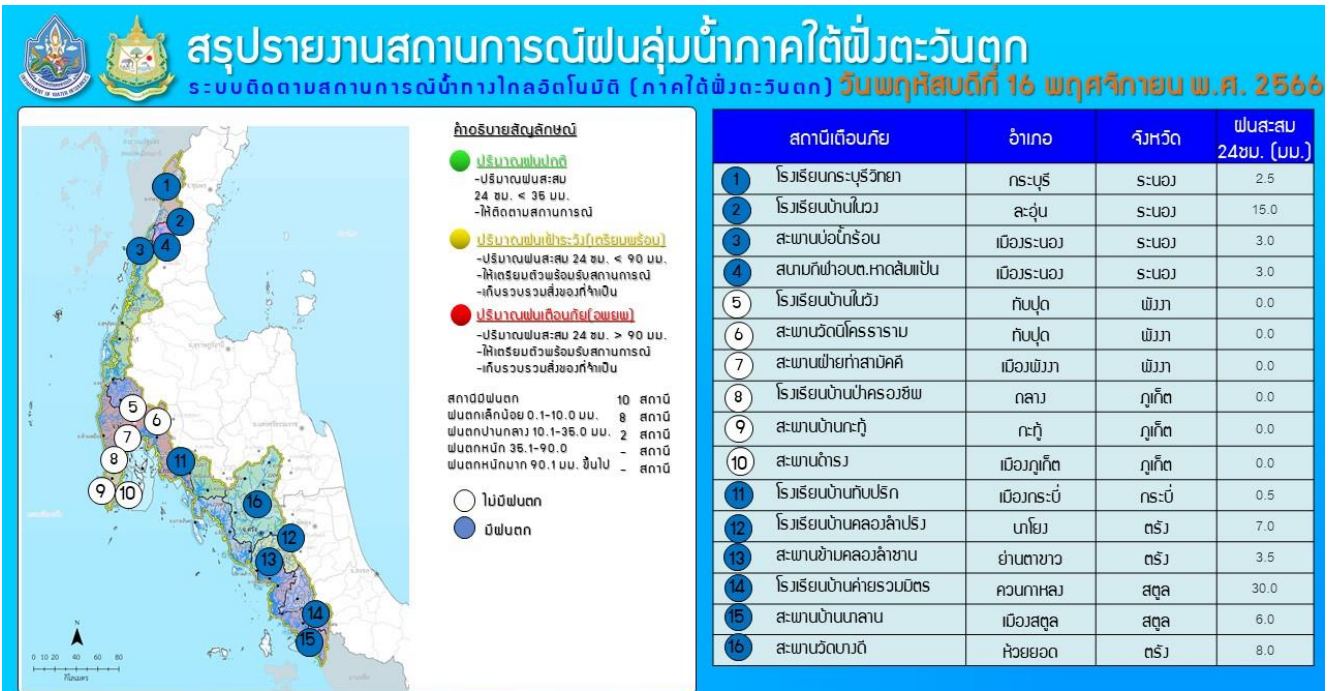 สรุปรายงานสถานการณ์ฝนลุ่มน้ำภาคใต้ฝั่งตะวันตก
ระบบติดตามสถานการณ์น้ำทางไกลอัตโนมัติ (ภาคใต้ฝั่งตะวันตก) วันพฤหัสบดีที่ 16 พฤศจิกายน พ.ศ. 2566
คำอธิบายสัญลักษณ์
ปริมาณฝนปกติ
-ปริมาณฝนสะสม
24 ชม. < 35 มม.
-ให้ติดตามสถานการณ์
ปริมาณฝนเฝ้าระวัง(เตรียมพร้อม)
-ปริมาณฝนสะสม 24 ชม. < 90 มม.
-ให้เตรียมตัวพร้อมรับสถานการณ์
-เก็บรวบรวมสิ่งของที่จำเป็น
ปริมาณฝนเตือนภัย(อพยพ)
-ปริมาณฝนสะสม 24 ชม. > 90 มม.
-ให้เตรียมตัวพร้อมรับสถานการณ์
-เก็บรวบรวมสิ่งของที่จำเป็น
สถานีมีฝนตก 10 สถานี
ฝนตกเล็กน้อย 0.1-10.0 มม. 8 สถานี
ฝนตกปานกลาง 10.1-35.0 มม. 2 สถานี
ฝนตกหนัก 35.1-90.0 - สถานี
ฝนตกหนักมาก 90.1 มม. ขึ้นไป - สถานี
ไม่มีฝนตก
มีฝนตก
1
2
3 4
5
6
7
8
9 10
11
16
12
13
14
15
N
0 10 20 40 60 80
กิโลเมตร
สถานีเตือนภัย อำเภอ จังหวัด ฝนสะสม 24ชม. (มม.)
1 โรงเรียนกระบุรีวิทยา กระบุรี ระนอง 2.5
2 โรงเรียนบ้านในวง ละอุ่น ระนอง 15.0
3 สะพานบ่อน้ำร้อน เมืองระนอง ระนอง 3.0
4 สนามกีฬาอบต.หาดส้มแป้น เมืองระนอง ระนอง 3.0
5 โรงเรียนบ้านในวัง ทับปุด พังงา 0.0
6 สะพานวัดนิโครธาราม ทับปุด พังงา 0.0
7 สะพานฝ่ายท่าสามัคคี เมืองพังงา พังงา 0.0
8 โรงเรียนบ้านป่าครองชีพ ถลาง ภูเก็ต 0.0
9 สะพานบ้านกะทู้ กะทู้ ภูเก็ต 0.0
10 สะพานดำรง เมืองภูเก็ต ภูเก็ต 0.0
11 โรงเรียนบ้านทับปริก เมืองกระบี่ กระบี่ 0.5
12 โรงเรียนบ้านคลองลำปริง นาโยง ตรัง 7.0
13 สะพานข้ามคลองลำชาน ย่านตาขาว ตรัง 3.5
14 โรงเรียนบ้านค่ายรวมมิตร ควนกาหลง สตูล 30.0
15 สะพานบ้านนาลาน เมืองสตูล สตูล 6.0
16 สะพานวัดบางดี ห้วยยอด ตรัง 8.0